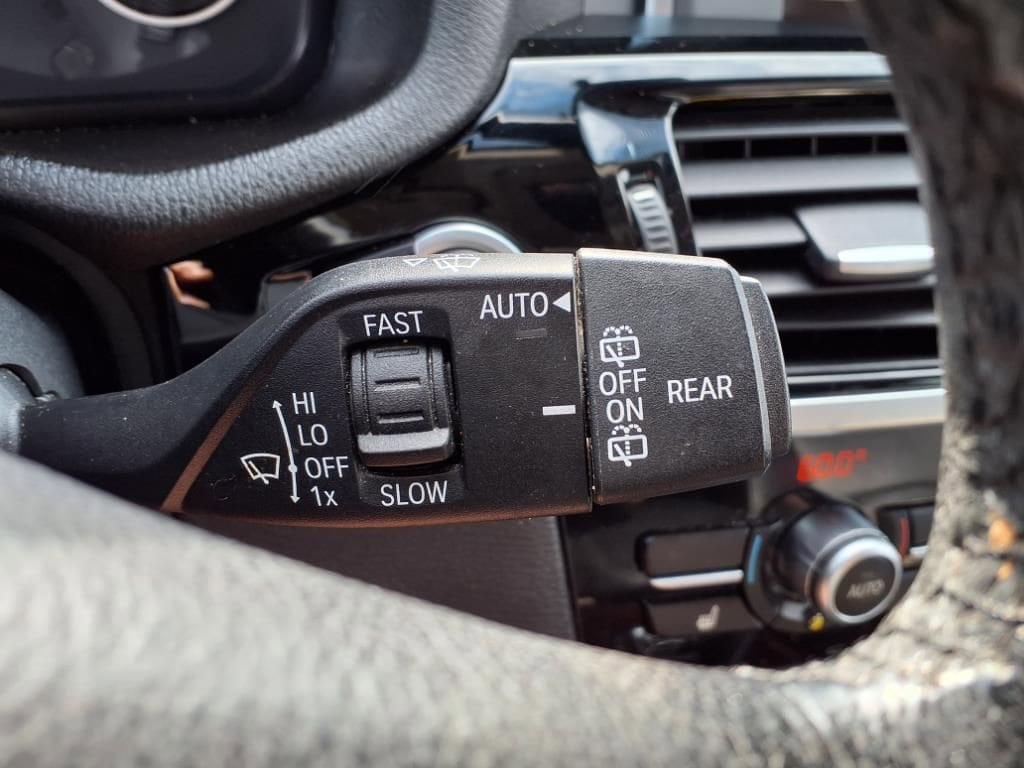 AUTO
FAST
HI
LO
OFF
1x
SLOW
OFF
ON
REAR
AUTO